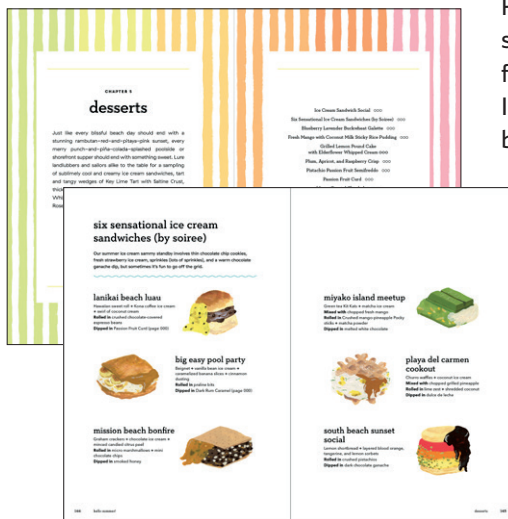 CHAPTER 5
desserts
Just like every blissful beach day should end with a
stunning rambutan-red-and-pitaya-pink sunset, every
merry punch-and-piña-colada-splashed poolside or
shorefront supper should end with something sweet. Lure
landlubbers and sailors alike to the table for a sampling
of sublimely cool and creamy ice cream sandwiches, tart
and tangy wedges of Key Lime Tart with Saltine Crust,
Ice Cream Sandwich Social 000
Six Sensational Ice Cream Sandwiches (by Soiree) 000
Blueberry Lavender Buckwheat Galette 000
Fresh Mango with Coconut Milk Sticky Rice Pudding 000
Grilled Lemon Pound Cake
with Elderflower Whipped Cream 000
Plum, Apricot, and Raspberry Crisp 000
Pistachio Passion Fruit Semifreddo 000
Passion Fruit Curd 000
six sensational ice cream
sandwiches (by soiree)
Our summer ice cream sammy standby involves thin chocolate chip cookies,
fresh strawberry ice cream, sprinkles (lots of sprinkles), and a warm chocolate
ganache dip, but sometimes it's fun to go off the grid.
lanikai beach luau
Hawaiian sweet roll + Kona coffee ice cream
+ swirl of coconut cream
Rolled in crushed chocolate-covered
espresso beans
Dipped in Passion Fruit Curd (page 000)
big easy pool party
Beignet + vanilla bean ice cream +
caramelized banana slices + cinnamon
dusting
Rolled in praline bits
Dipped in Dark Rum Caramel (page 000)
mission beach bonfire
Graham crackers + chocolate ice cream +
minced candied citrus peel
Rolled in micro marshmallows + mini
chocolate chips
Dipped in smoked honey
hello summer!
miyako island meetup
Green tea Kit Kats + matcha ice cream
Mixed with chopped fresh mango
Rolled in Crushed mango-pineapple Pocky
sticks + matcha powder
Dipped in malted white chocolate
playa del carmen
cookout
Churro waffles + coconut ice cream
Mixed with chopped grilled pineapple
Rolled in lime zest + shredded coconut
Dipped in dulce de leche
south beach sunset
social
Lemon shortbread + layered blood orange,
tangerine, and lemon sorbets
Rolled in crushed pistachios
Dipped in dark chocolate ganache
desserts